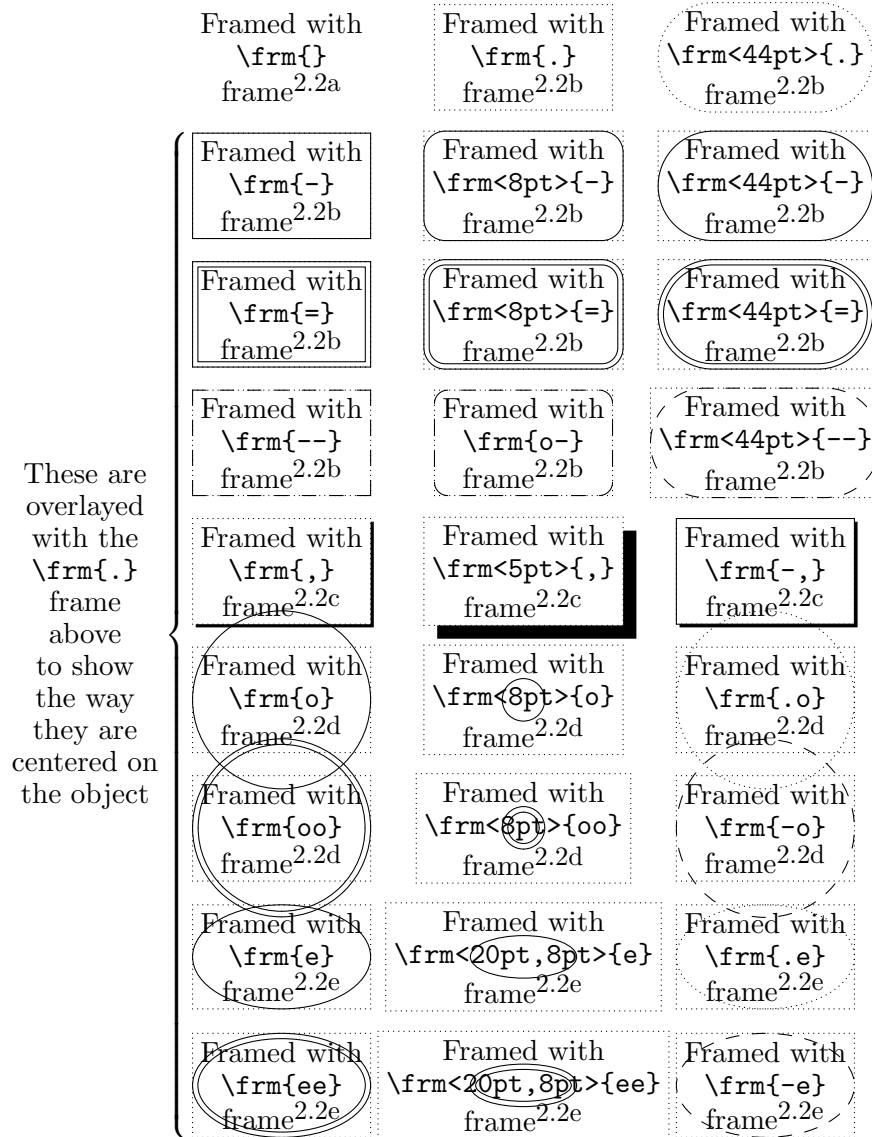 Framed with
\frm{}
frame2.2a
Framed with
\frm{.}
frame2.2b
Framed with
\frm<44pt>{.}
frame2.2b
These are
overlayed
with the
\frm{.}
frame
above
to show
the way
they are
centered on
the object
Framed with
\frm{-}
frame2.2b
Framed with
\frm<8pt>{-}
frame2.2b
Framed with
\frm<44pt>{-}
frame2.2b
Framed with
\frm{=}
frame2.2b
Framed with
\frm<8pt>{=}
frame2.2b
Framed with
\frm<44pt>{=}
frame2.2b
Framed with
\frm{--}
frame2.2b
Framed with
\frm{o-}
frame2.2b
Framed with
\frm<44pt>{--}
frame2.2b
Framed with
\frm{,}
frame2.2c
Framed with
\frm<5pt>{,}
frame2.2c
Framed with
\frm{-,}
frame2.2c
Framed with
\frm{o}
frame2.2d
Framed with
\frm<8pt>{o}
frame2.2d
Framed with
\frm{.o}
frame2.2d
Framed with
\frm{oo}
frame2.2d
Framed with
\frm<8pt>{oo}
frame2.2d
Framed with
\frm{-o}
frame2.2d
Framed with
\frm{e}
frame2.2e
Framed with
\frm<20pt,8pt>{e}
frame2.2e
Framed with
\frm{.e}
frame2.2e
Framed with
\frm{ee}
frame2.2e
Framed with
\frm<20pt,8pt>{ee}
frame2.2e
Framed with
\frm{-e}
frame2.2e